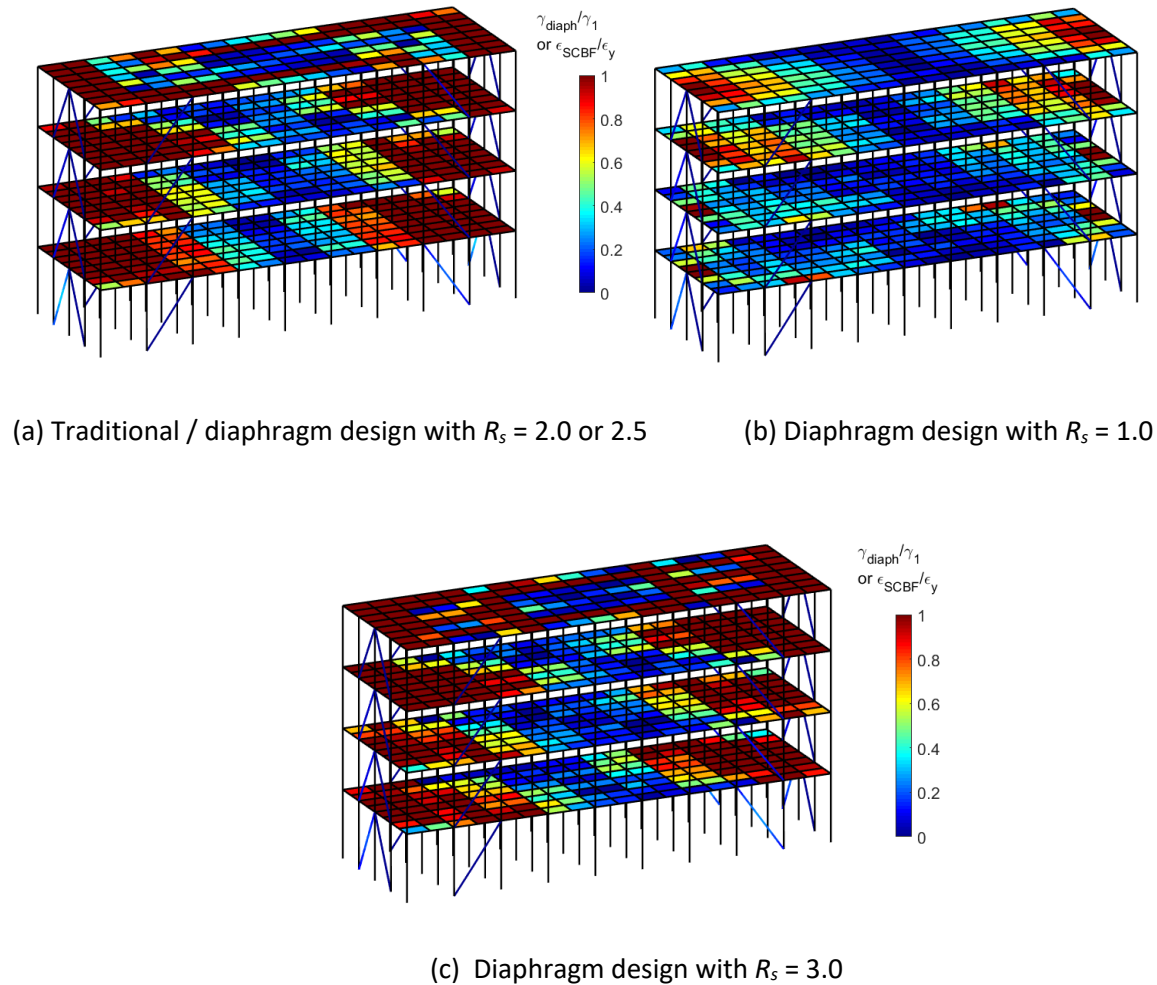 γdiaph/γ1
or ϵSCBF/ϵy
1
0.8
0.6
0.4
0.2
0
(a) Traditional / diaphragm design with Rs = 2.0 or 2.5
(b) Diaphragm design with Rs = 1.0
γdiaph/γ1
or ϵSCBF/ϵy
1
0.8
0.6
0.4
0.2
0
(c) Diaphragm design with Rs = 3.0